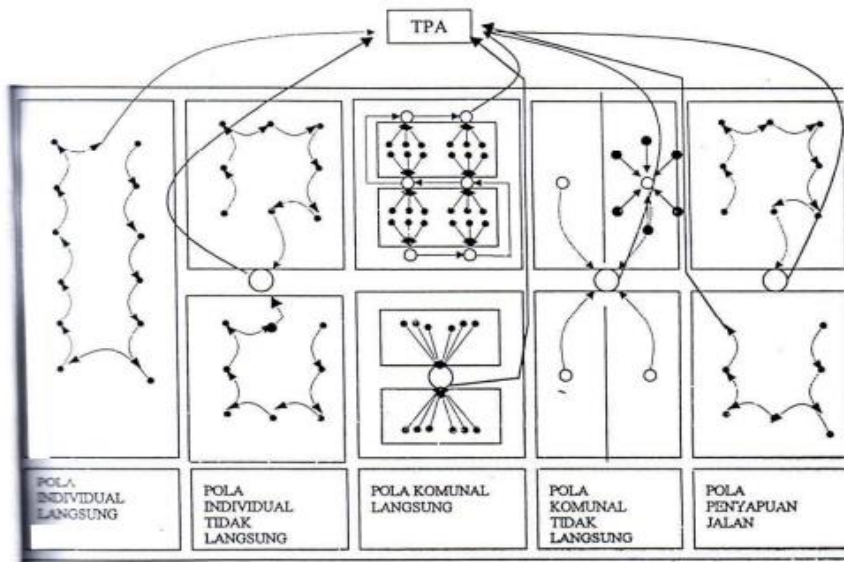 TPA
POLA
INDIVIDUAL
LANGSUNG
POLA
INDIVIDUAL
TIDAK
LANGSUNG
POLA KOMUNAL
LANGSUNG
POLA
KOMUNAL
TIDAK
LANGSUNG
POLA
PENYAPUAN
JALAN